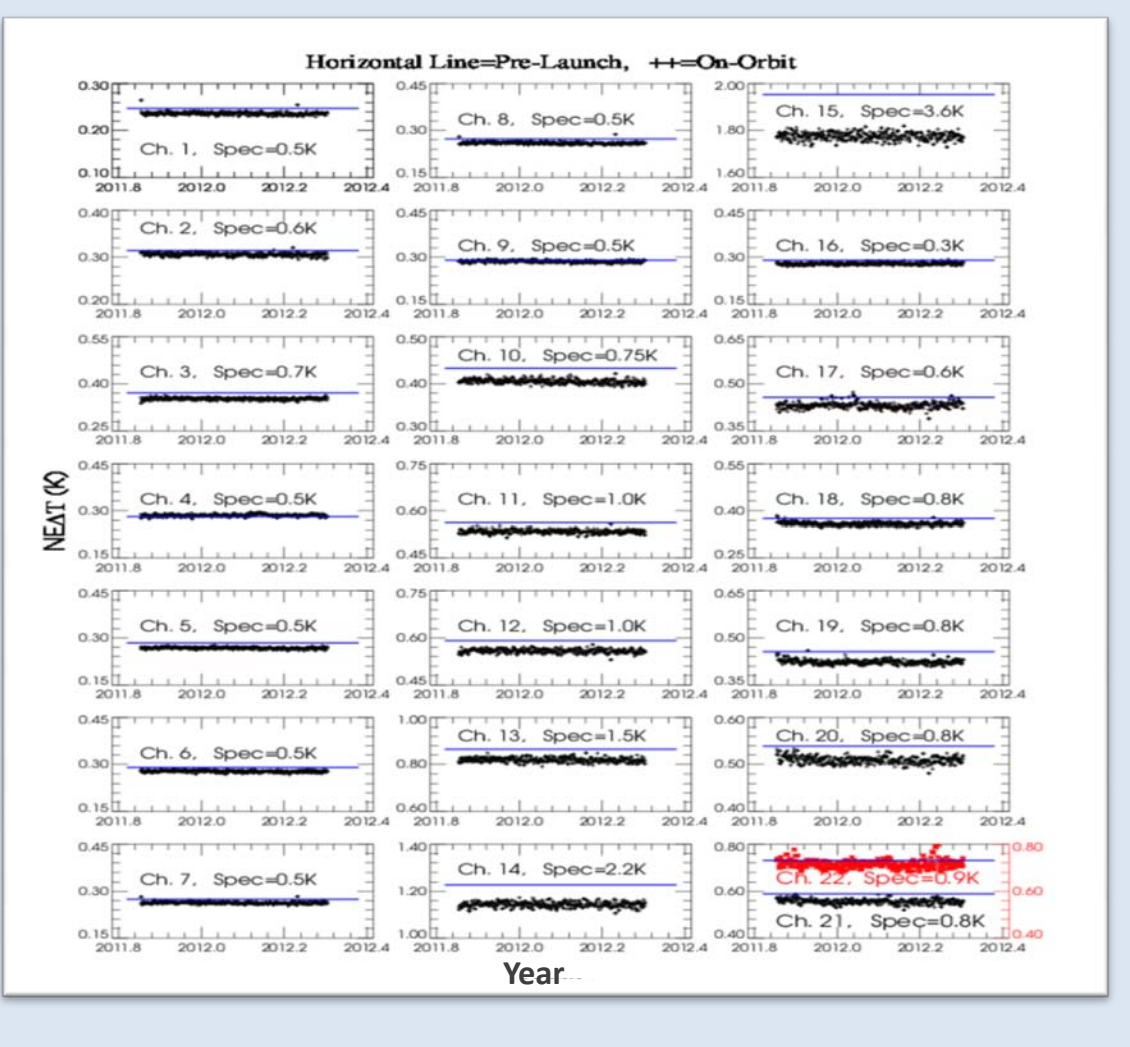 Horizontal Line=Pre-Launch, ++=On-Orbit
NEΔT (K)
0.30
0.20
0.10
Ch. 1, Spec=0.5K
2011.8 2012.0 2012.2 2012.4
0.45
0.30
0.15
Ch. 8, Spec=0.5K
2011.8 2012.0 2012.2 2012.4
2.00
1.80
1.60
Ch. 15, Spec=3.6K
2011.8 2012.0 2012.2 2012.4
0.40
0.30
0.20
Ch. 2, Spec=0.6K
2011.8 2012.0 2012.2 2012.4
0.45
0.30
0.15
Ch. 9, Spec=0.5K
2011.8 2012.0 2012.2 2012.4
0.45
0.30
0.15
Ch. 16, Spec=0.3K
2011.8 2012.0 2012.2 2012.4
0.55
0.40
0.25
Ch. 3, Spec=0.7K
2011.8 2012.0 2012.2 2012.4
0.50
0.40
0.30
Ch. 10, Spec=0.75K
2011.8 2012.0 2012.2 2012.4
0.65
0.50
0.35
Ch. 17, Spec=0.6K
2011.8 2012.0 2012.2 2012.4
0.45
0.30
0.15
Ch. 4, Spec=0.5K
2011.8 2012.0 2012.2 2012.4
0.75
0.60
0.45
Ch. 11, Spec=1.0K
2011.8 2012.0 2012.2 2012.4
0.55
0.40
0.25
Ch. 18, Spec=0.8K
2011.8 2012.0 2012.2 2012.4
0.45
0.30
0.15
Ch. 5, Spec=0.5K
2011.8 2012.0 2012.2 2012.4
0.75
0.60
0.45
Ch. 12, Spec=1.0K
2011.8 2012.0 2012.2 2012.4
0.65
0.50
0.35
Ch. 19, Spec=0.8K
2011.8 2012.0 2012.2 2012.4
0.45
0.30
0.15
Ch. 6, Spec=0.5K
2011.8 2012.0 2012.2 2012.4
1.00
0.80
0.60
Ch. 13, Spec=1.5K
2011.8 2012.0 2012.2 2012.4
0.60
0.50
0.40
Ch. 20, Spec=0.8K
2011.8 2012.0 2012.2 2012.4
0.45
0.30
0.15
Ch. 7, Spec=0.5K
2011.8 2012.0 2012.2 2012.4
1.40
1.20
1.00
Ch. 14, Spec=2.2K
2011.8 2012.0 2012.2 2012.4
0.80
0.60
0.40
Ch. 22, Spec=0.9K
Ch. 21, Spec=0.8K
0.80
0.60
0.40
2011.8 2012.0 2012.2 2012.4
Year